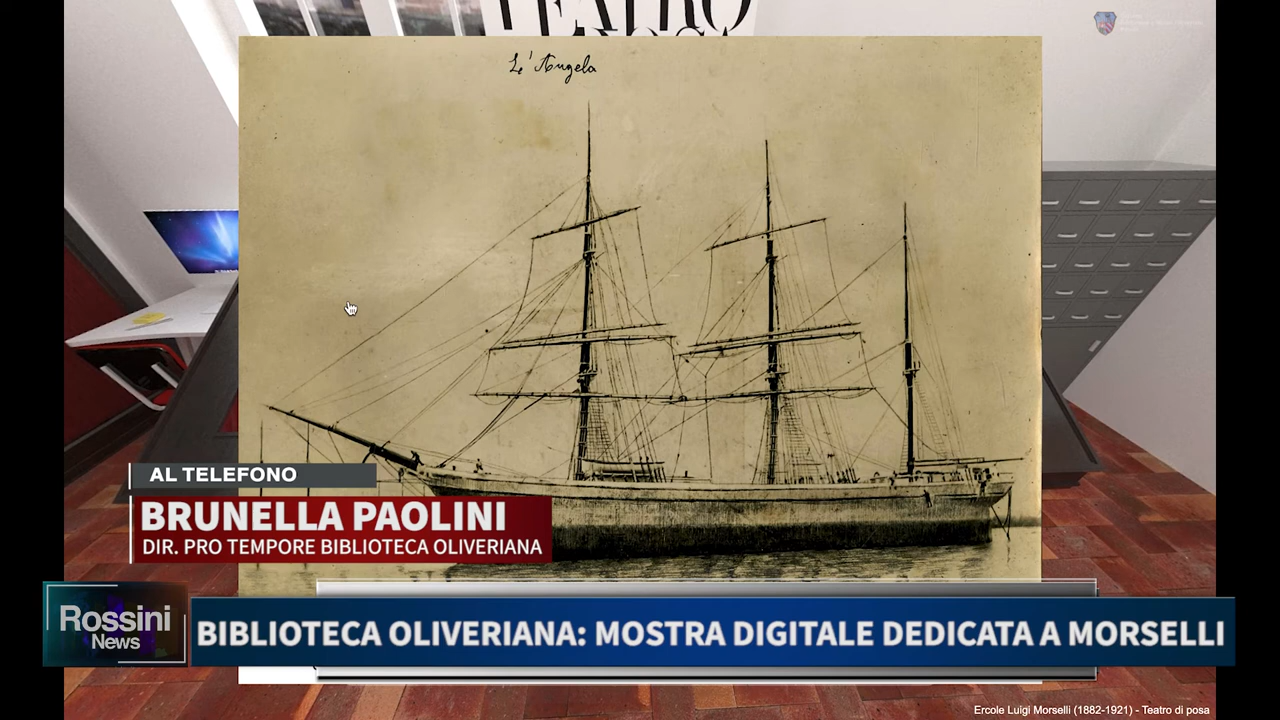 TEATRO
L'Angela
AL TELEFONO
BRUNELLA PAOLINI
DIR. PRO TEMPORE BIBLIOTECA OLIVERIANA
Rossini
News
BIBLIOTECA OLIVERIANA: MOSTRA DIGITALE DEDICATA A MORSELLI
Ercole Luigi Morselli (1882-1921) - Teatro di posa